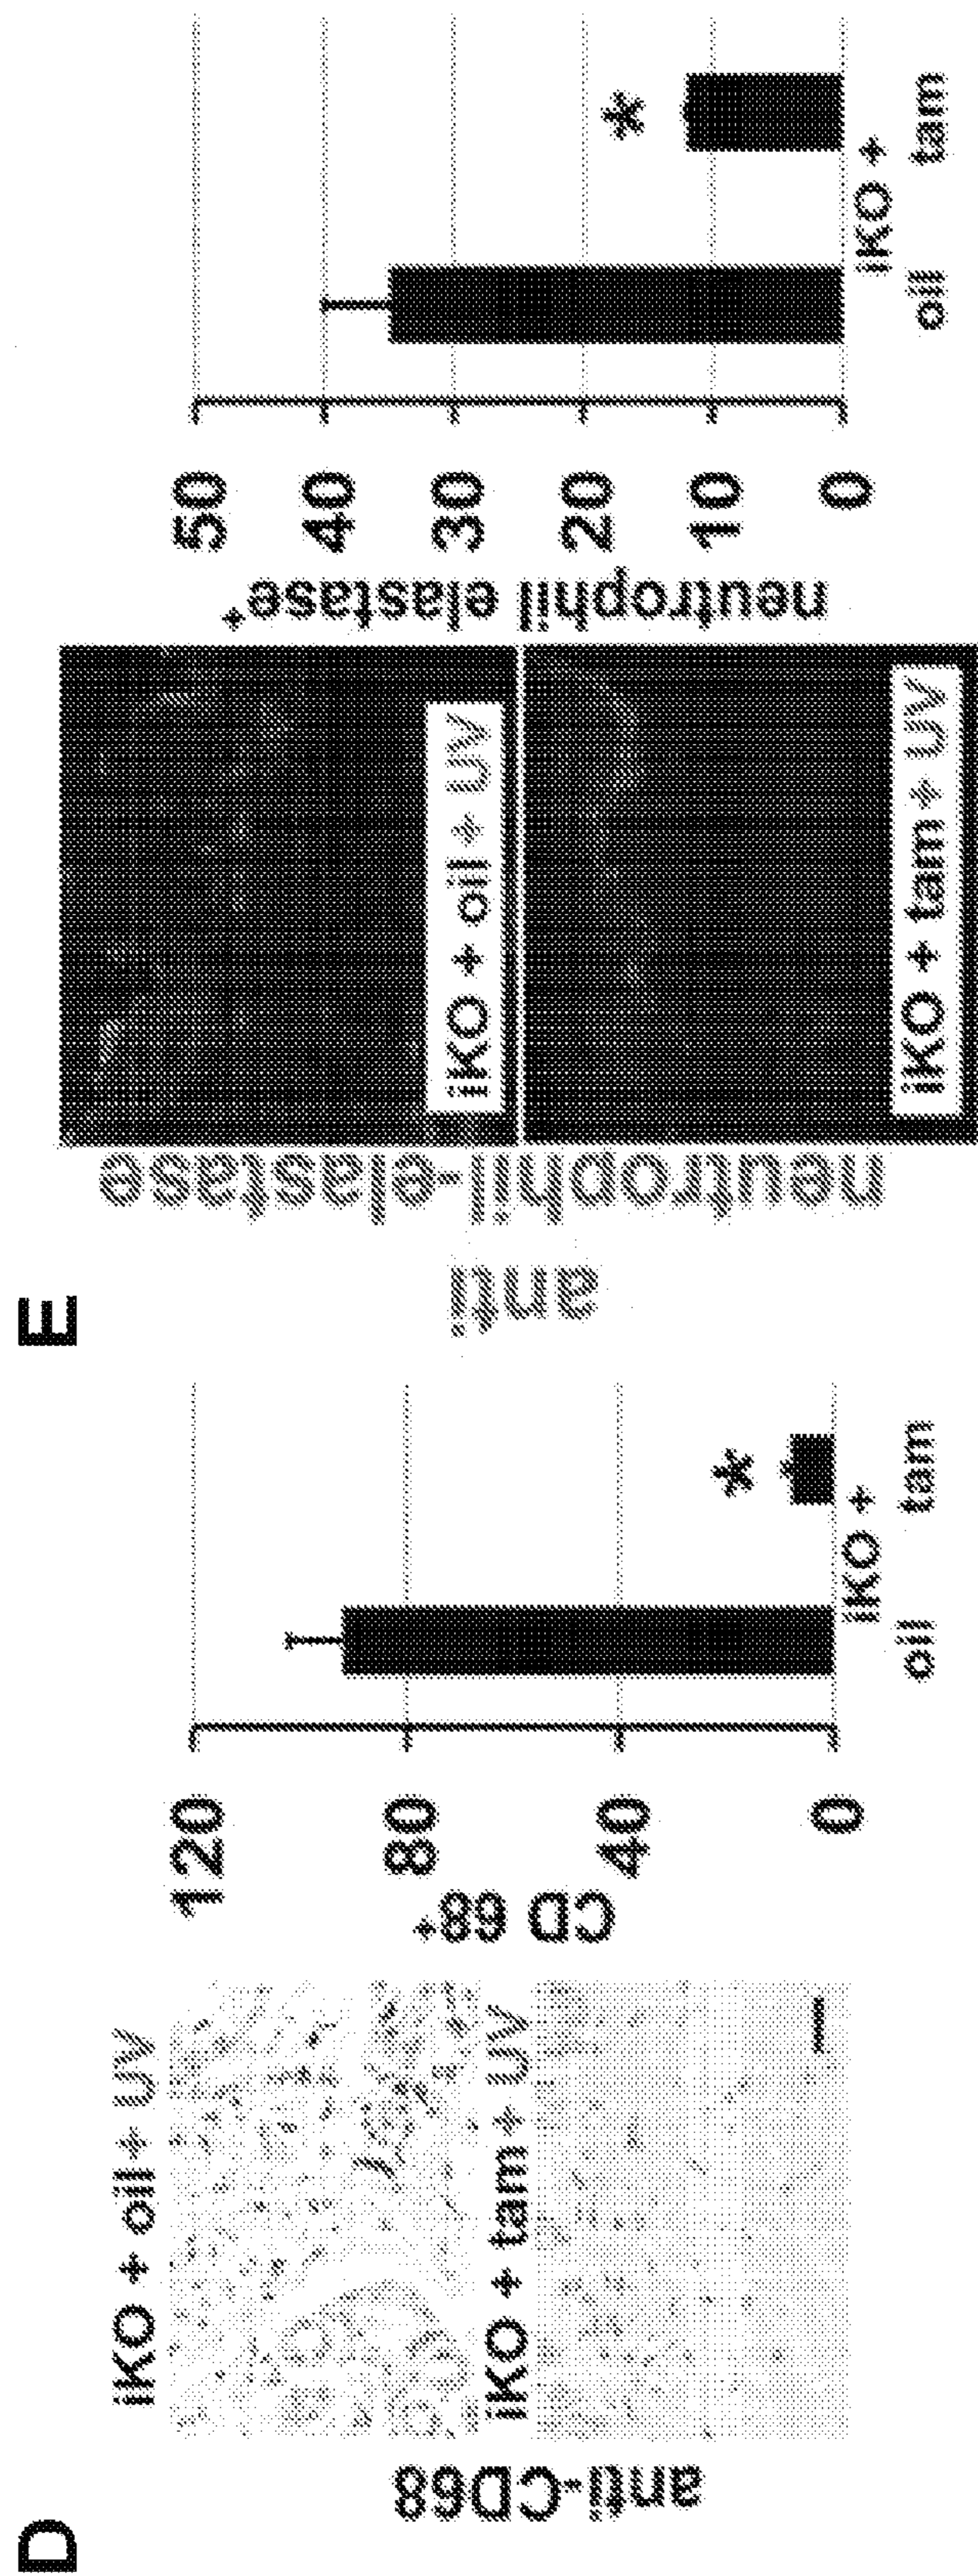 D
anti-CD68
iKO + oil + UV
iKO + tam + UV
CD 68⁺
120
80
40
0
oil
tam
iKO +
E
anti
neutrophil-elastase
iKO + oil + UV
iKO + tam + UV
neutrophil elastase⁺
50
40
30
20
10
0
*
*
oil
tam
iKO +